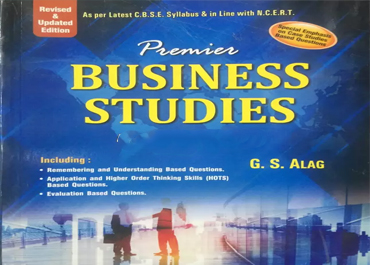 Revised
&
Updated
Edition
As per Latest C.B.S.E. Syllabus & in Line with N.C.E.R.T.
Special Emphasis
on Case Studies
Based Questions
Premier
BUSINESS
STUDIES
G. S. ALAG
Including :
• Remembering and Understanding Based Questions.
• Application and Higher Order Thinking Skills (HOTS)
Based Questions.
• Evaluation Based Questions.